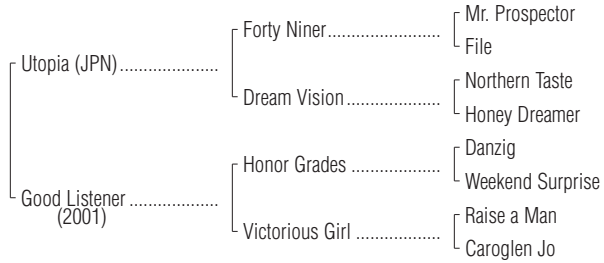 Mr. Prospector
Forty Niner
File
Utopia (JPN)
Northern Taste
Dream Vision
Honey Dreamer
Danzig
Honor Grades
Weekend Surprise
Good Listener
(2001)
Raise a Man
Victorious Girl
Caroglen Jo